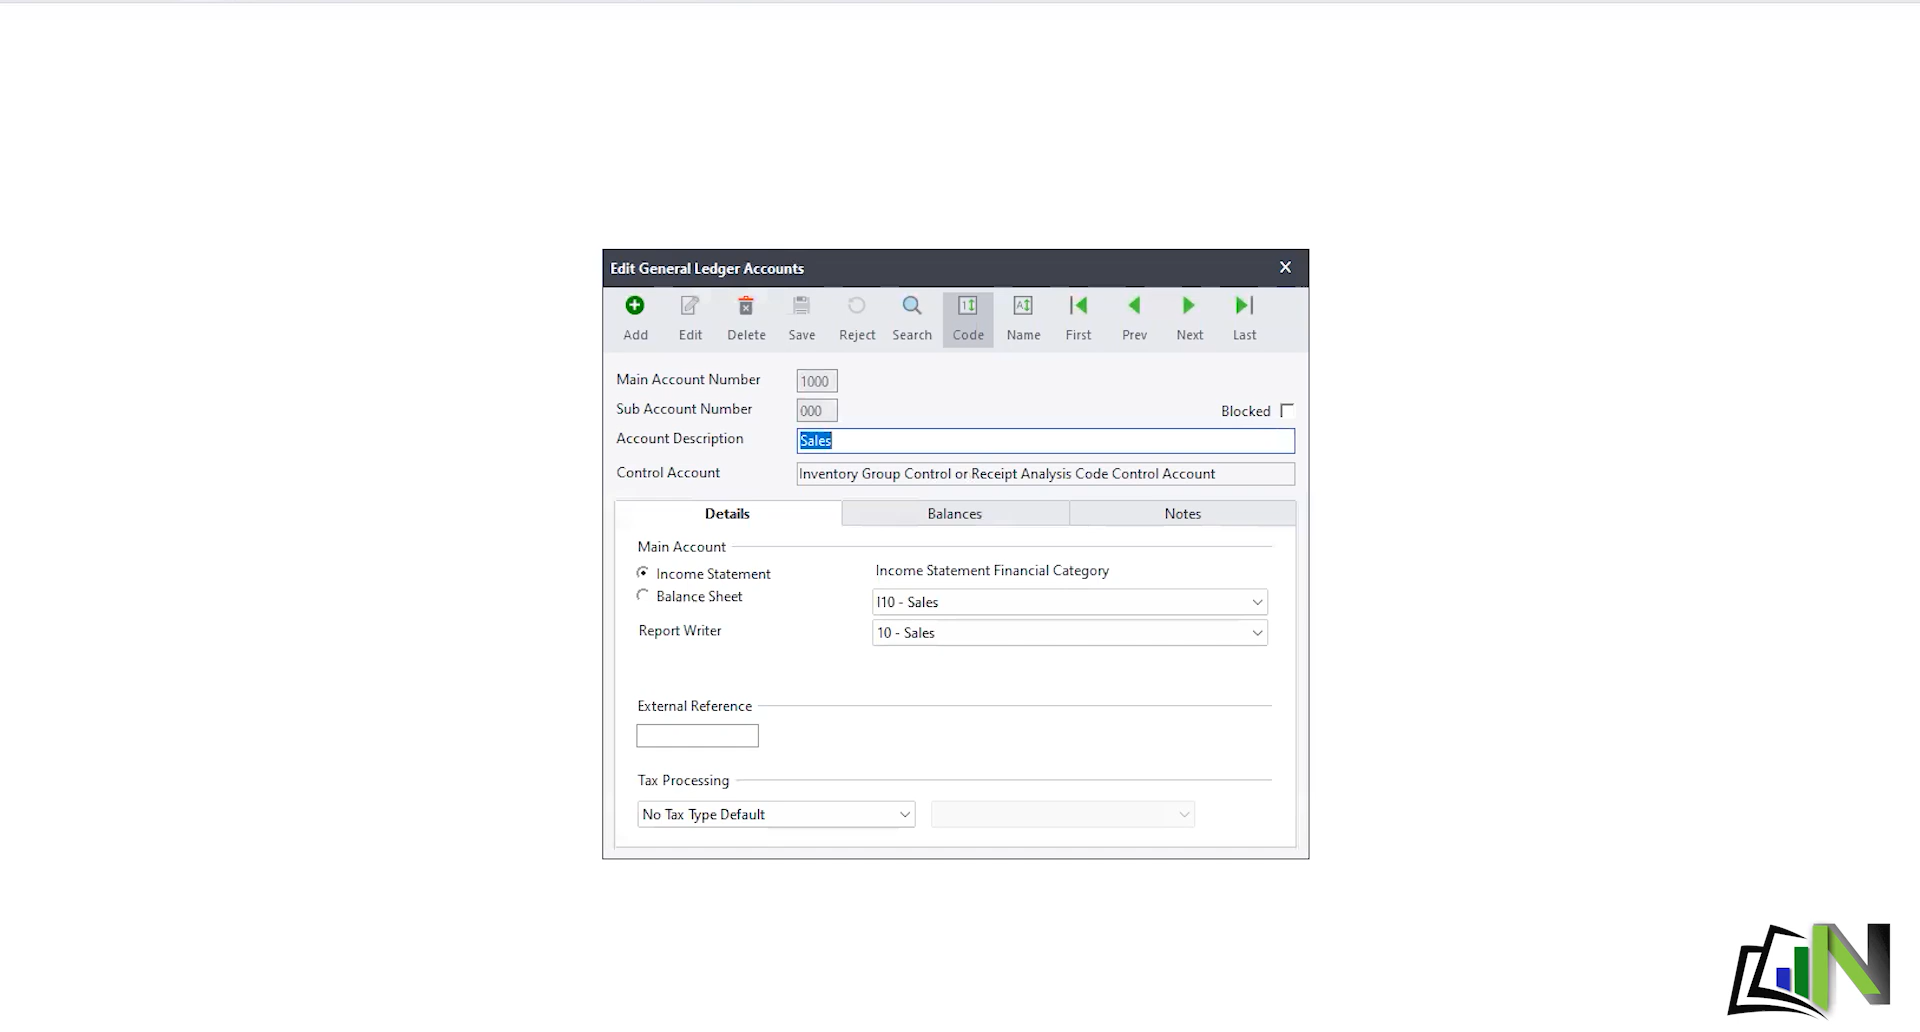 Edit General Ledger Accounts X
Add Edit Delete Save Reject Search Code Name First Prev Next Last
Main Account Number 1000
Sub Account Number 000 Blocked
Account Description Sales
Control Account Inventory Group Control or Receipt Analysis Code Control Account
Details Balances Notes
Main Account
Income Statement Income Statement Financial Category
Balance Sheet I10 - Sales
Report Writer 10 - Sales
External Reference
Tax Processing
No Tax Type Default
N